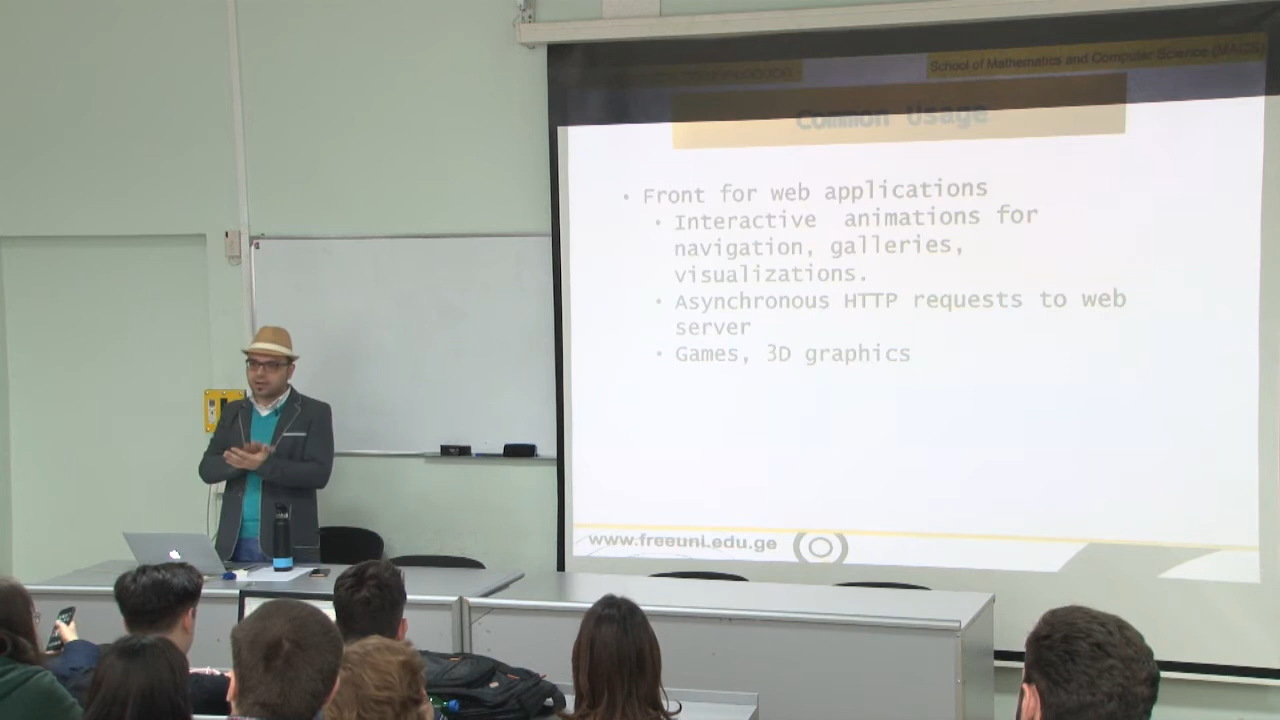 School of Mathematics and Computer Science (MACS)
Common Usage
• Front for web applications
• Interactive animations for
navigation, galleries,
visualizations.
• Asynchronous HTTP requests to web
server
• Games, 3D graphics
www.freeuni.edu.ge